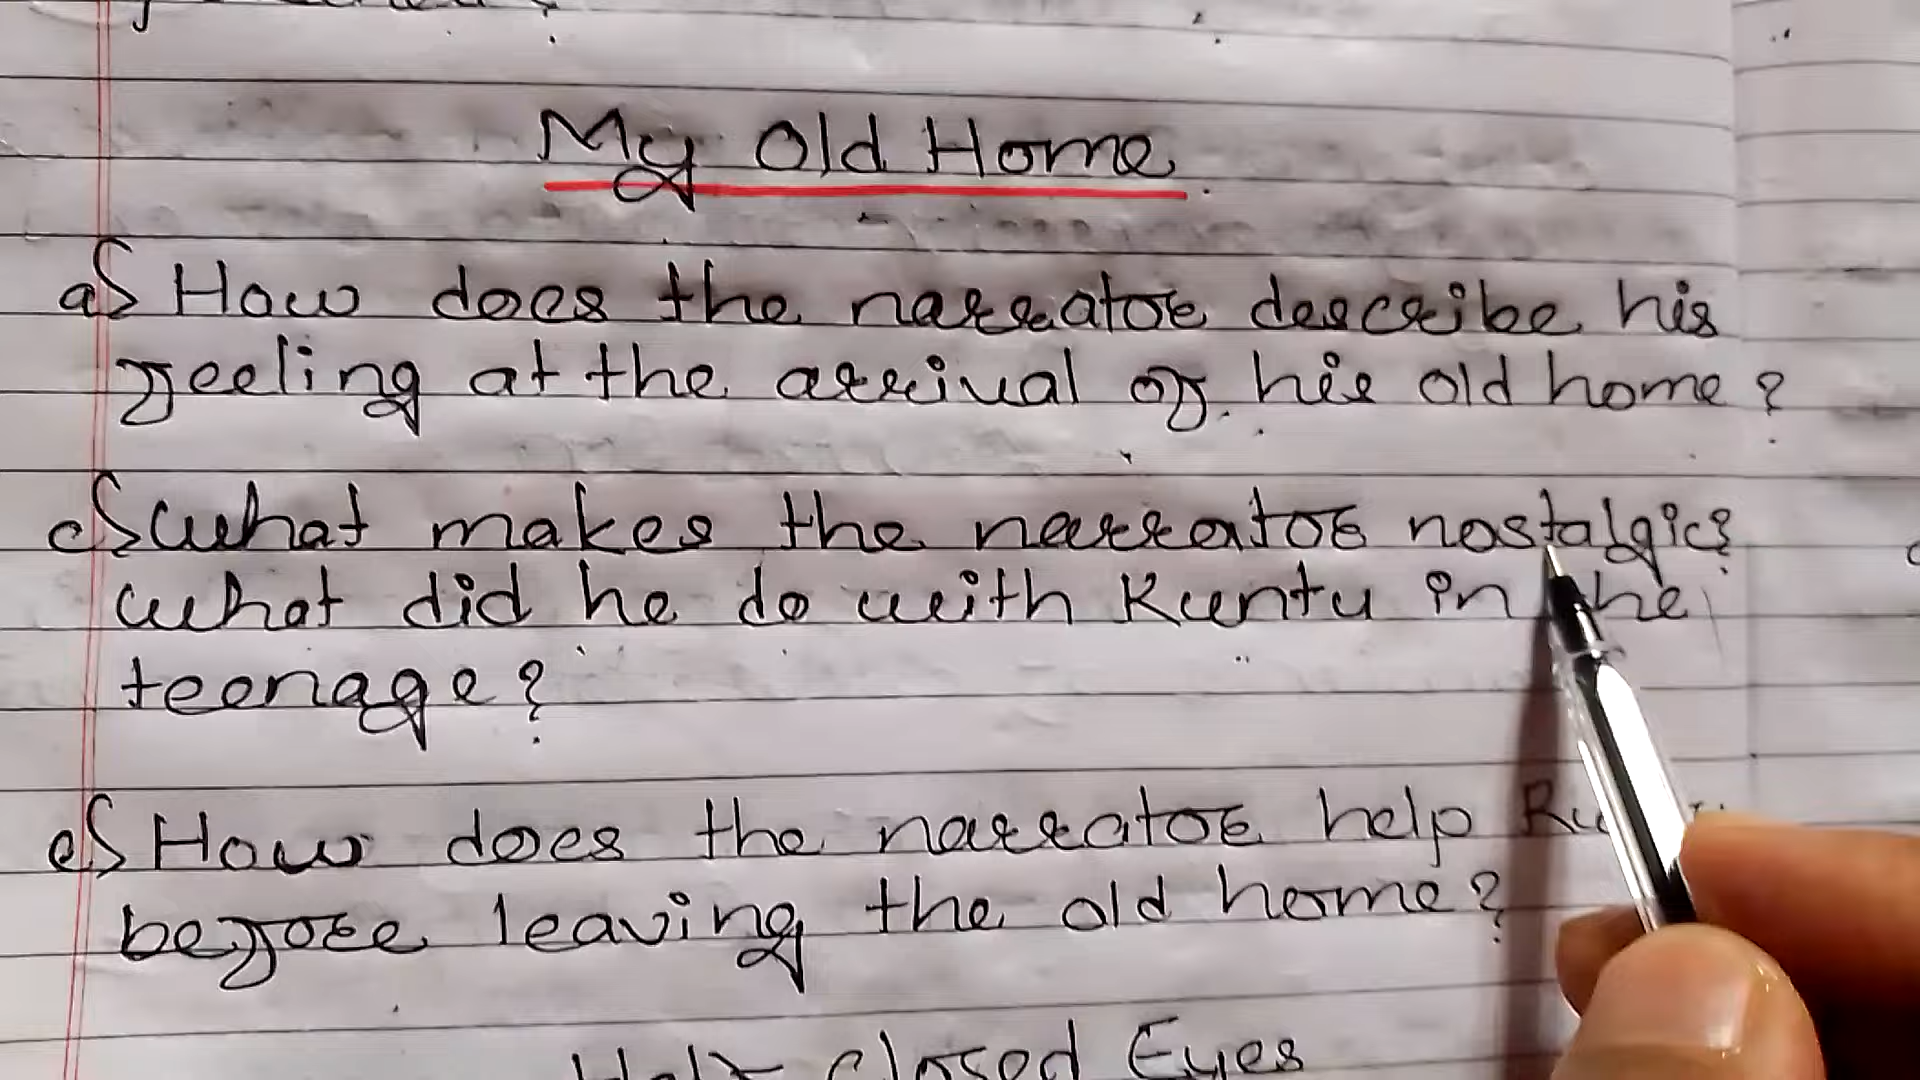 My Old Home
a) How does the narrator describe his
feeling at the arrival of his old home?
c) What makes the narrator nostalgic?
What did he do with Runtu in the
teenage?
e) How does the narrator help
before leaving the old home?
Half closed Eyes